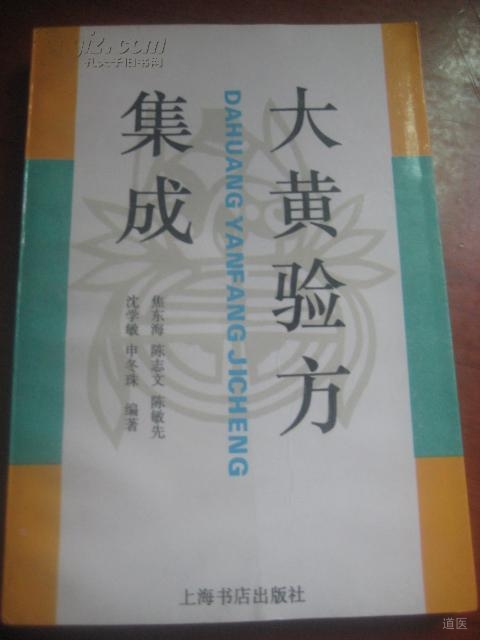 孔夫子旧书网
大黄验方
集成
DAHUANG YANFANG JICHENG
焦东海 陈志文 陈敏先
沈学敏 申冬珠 编著
上海书店出版社
道医